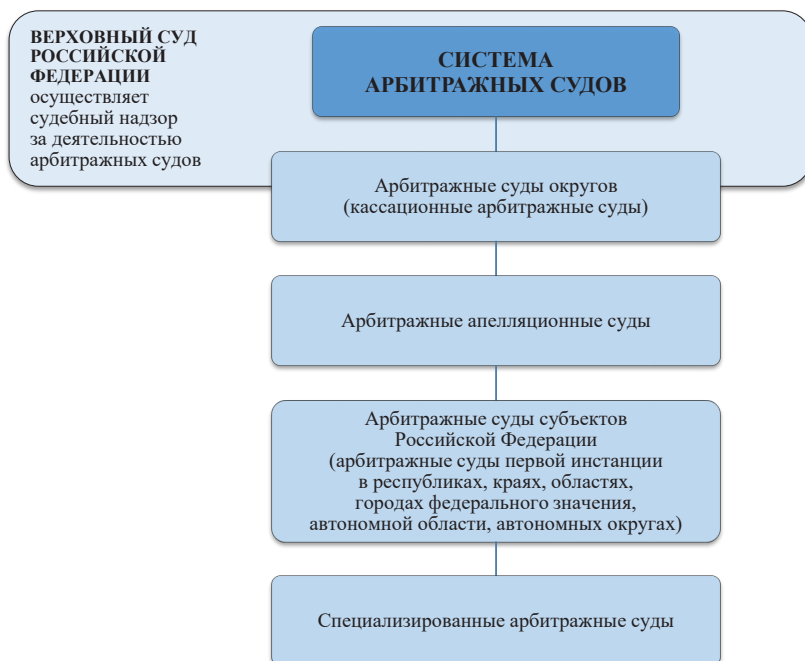 ВЕРХОВНЫЙ СУД
РОССИЙСКОЙ
ФЕДЕРАЦИИ
осуществляет
судебный надзор
за деятельностью
арбитражных судов
СИСТЕМА
АРБИТРАЖНЫХ СУДОВ
Арбитражные суды округов
(кассационные арбитражные суды)
Арбитражные апелляционные суды
Арбитражные суды субъектов
Российской Федерации
(арбитражные суды первой инстанции
в республиках, краях, областях,
городах федерального значения,
автономной области, автономных округах)
Специализированные арбитражные суды